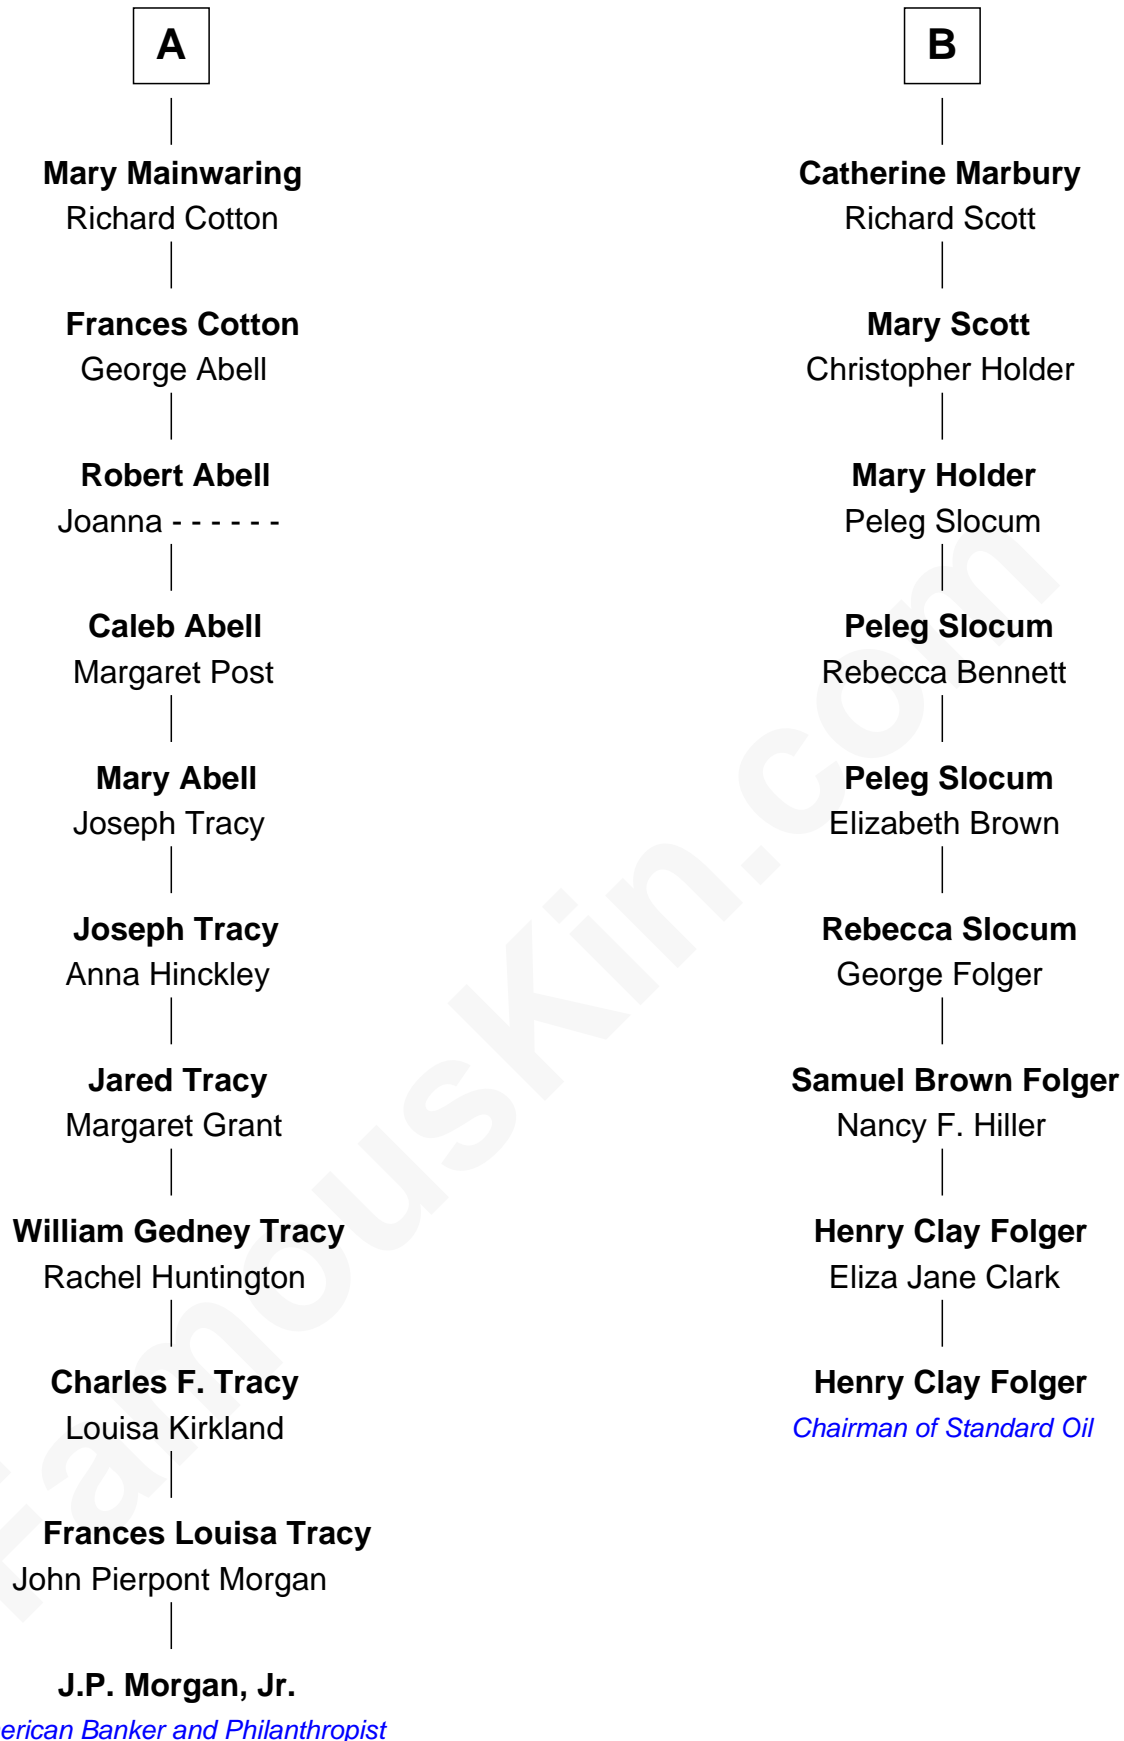 A
Mary Mainwaring
Richard Cotton
Frances Cotton
George Abell
Robert Abell
Joanna - - - - - -
Caleb Abell
Margaret Post
Mary Abell
Joseph Tracy
Joseph Tracy
Anna Hinckley
Jared Tracy
Margaret Grant
William Gedney Tracy
Rachel Huntington
Charles F. Tracy
Louisa Kirkland
Frances Louisa Tracy
John Pierpont Morgan
J.P. Morgan, Jr.
erican Banker and Philanthropist
B
Catherine Marbury
Richard Scott
Mary Scott
Christopher Holder
Mary Holder
Peleg Slocum
Peleg Slocum
Rebecca Bennett
Peleg Slocum
Elizabeth Brown
Rebecca Slocum
George Folger
Samuel Brown Folger
Nancy F. Hiller
Henry Clay Folger
Eliza Jane Clark
Henry Clay Folger
Chairman of Standard Oil
FamousKin.com